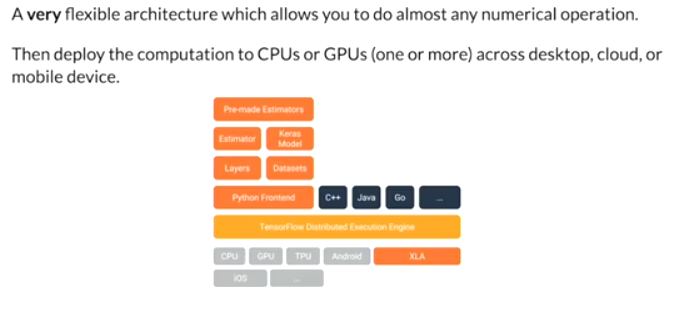 A very flexible architecture which allows you to do almost any numerical operation.
Then deploy the computation to CPUs or GPUs (one or more) across desktop, cloud, or
mobile device.
Pre-made Estimators
Estimator
Keras
Model
Layers
Datasets
Python Frontend
C++
Java
Go
...
TensorFlow Distributed Execution Engine
CPU
GPU
TPU
Android
XLA
iOS
...